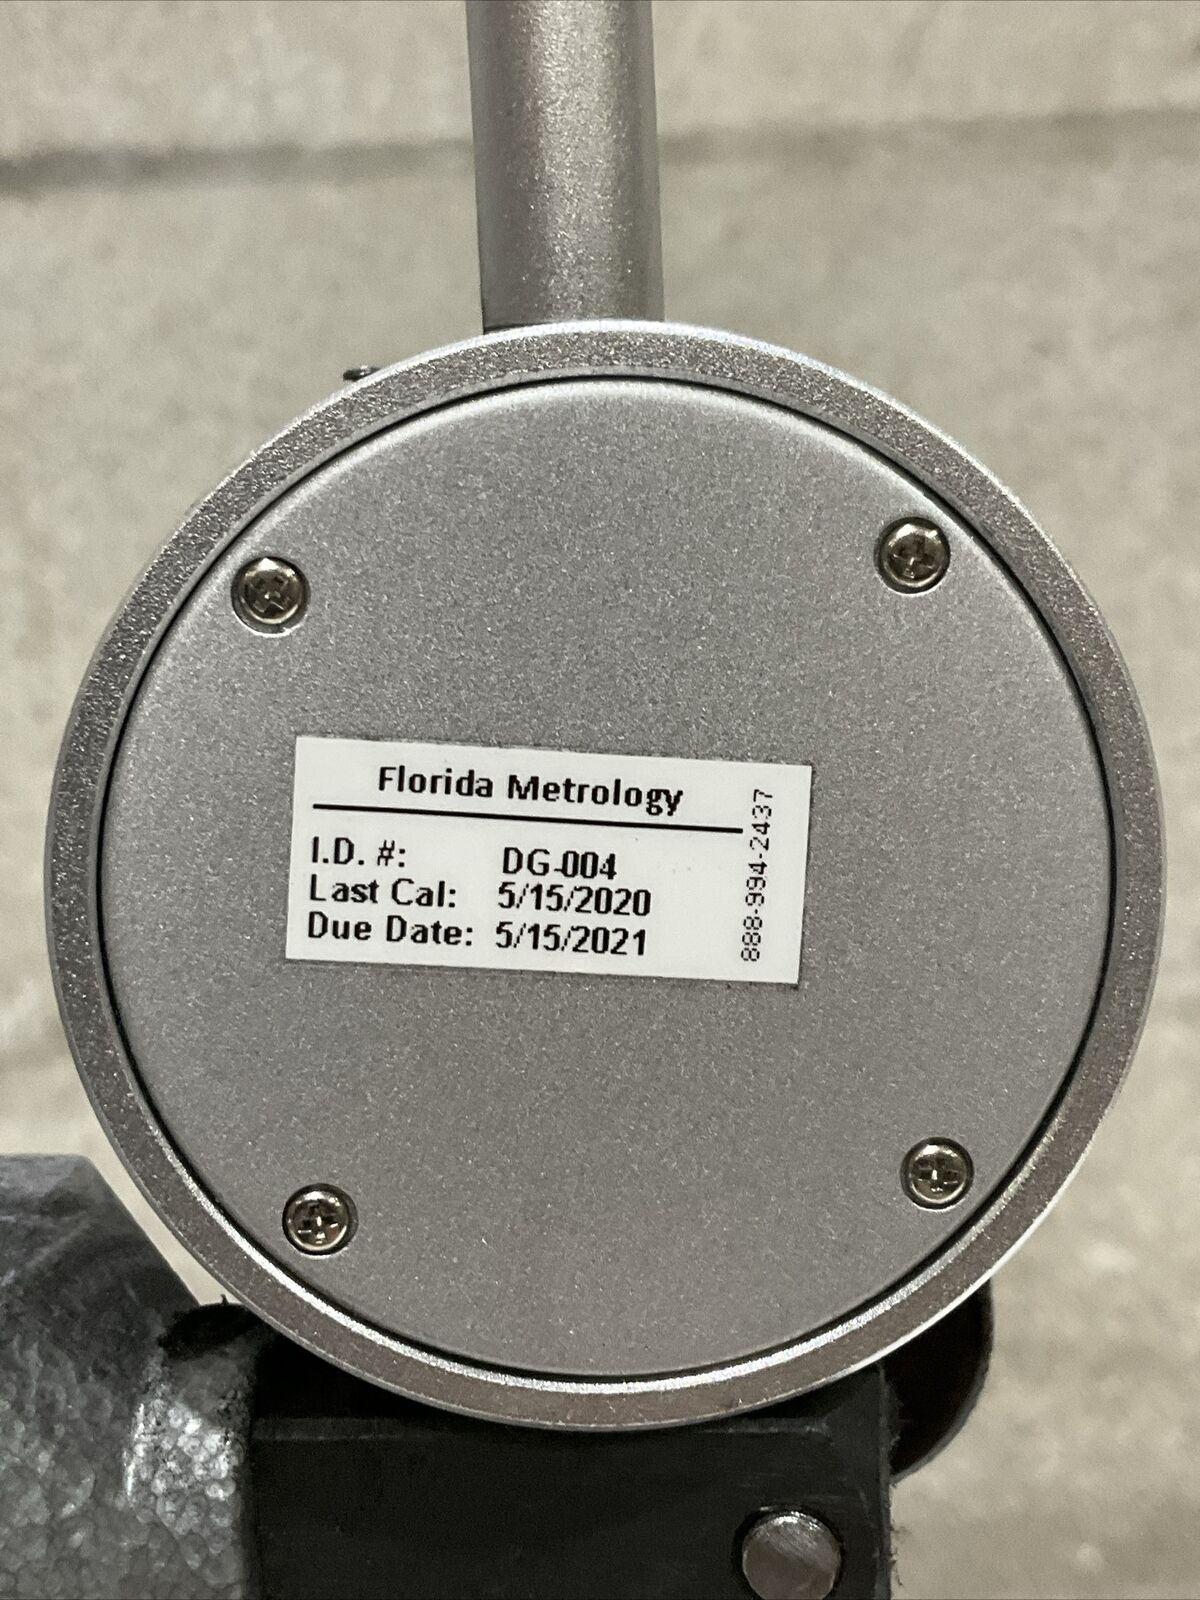 Florida Metrology
I.D. #: DG-004
Last Cal: 5/15/2020
Due Date: 5/15/2021
888-994-2437